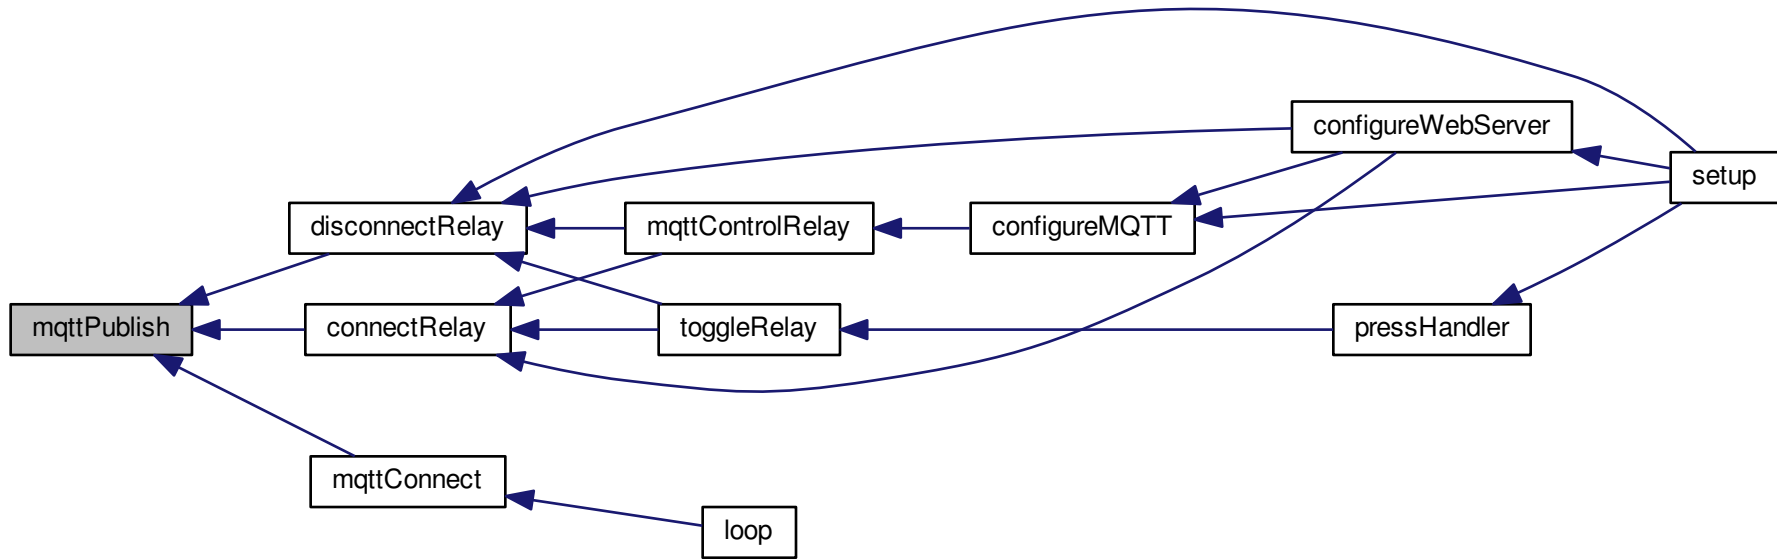 configureWebServer
setup
disconnectRelay
mqttControlRelay
configureMQTT
mqttPublish
connectRelay
toggleRelay
pressHandler
mqttConnect
loop